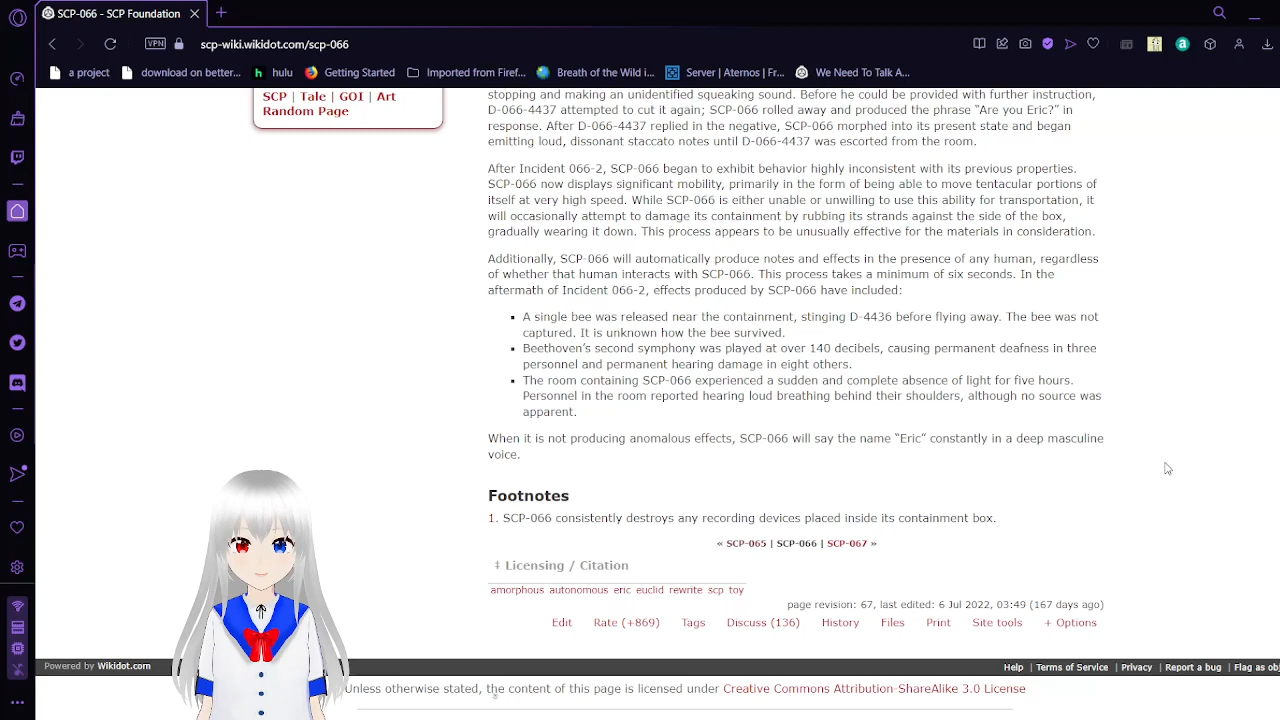 SCP-066 - SCP Foundation
VPN
scp-wiki.wikidot.com/scp-066
a project
download on better...
h hulu
Getting Started
Imported from Firef...
Breath of the Wild i...
Server | Aternos | Fr...
We Need To Talk A...
SCP | Tale | GOI | Art
Random Page
stopping and making an unidentified squeaking sound. Before he could be provided with further instruction,
D-066-4437 attempted to cut it again; SCP-066 rolled away and produced the phrase “Are you Eric?” in
response. After D-066-4437 replied in the negative, SCP-066 morphed into its present state and began
emitting loud, dissonant staccato notes until D-066-4437 was escorted from the room.
After Incident 066-2, SCP-066 began to exhibit behavior highly inconsistent with its previous properties.
SCP-066 now displays significant mobility, primarily in the form of being able to move tentacular portions of
itself at very high speed. While SCP-066 is either unable or unwilling to use this ability for transportation, it
will occasionally attempt to damage its containment by rubbing its strands against the side of the box,
gradually wearing it down. This process appears to be unusually effective for the materials in consideration.
Additionally, SCP-066 will automatically produce notes and effects in the presence of any human, regardless
of whether that human interacts with SCP-066. This process takes a minimum of six seconds. In the
aftermath of Incident 066-2, effects produced by SCP-066 have included:
▪ A single bee was released near the containment, stinging D-4436 before flying away. The bee was not
captured. It is unknown how the bee survived.
▪ Beethoven’s second symphony was played at over 140 decibels, causing permanent deafness in three
personnel and permanent hearing damage in eight others.
▪ The room containing SCP-066 experienced a sudden and complete absence of light for five hours.
Personnel in the room reported hearing loud breathing behind their shoulders, although no source was
apparent.
When it is not producing anomalous effects, SCP-066 will say the name “Eric” constantly in a deep masculine
voice.
Footnotes
1. SCP-066 consistently destroys any recording devices placed inside its containment box.
« SCP-065 | SCP-066 | SCP-067 »
‡ Licensing / Citation
amorphous autonomous eric euclid rewrite scp toy
page revision: 67, last edited: 6 Jul 2022, 03:49 (167 days ago)
Edit Rate (+869) Tags Discuss (136) History Files Print Site tools + Options
Powered by Wikidot.com
Help | Terms of Service | Privacy | Report a bug | Flag as obj
Unless otherwise stated, the content of this page is licensed under Creative Commons Attribution-ShareAlike 3.0 License